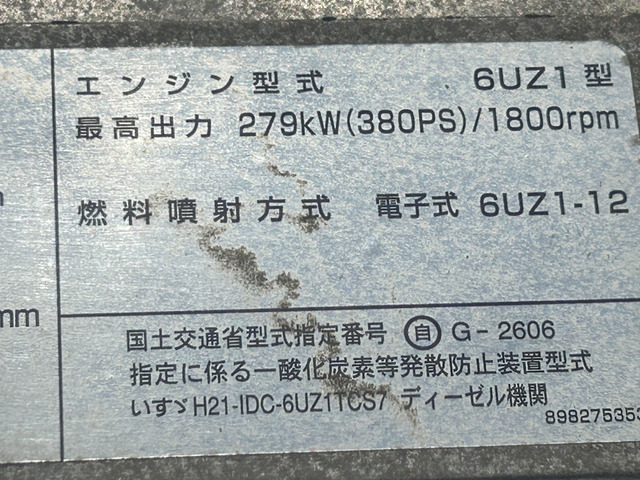 エンジン型式 6UZ1型
最高出力 279kW(380PS)/1800rpm
燃料噴射方式 電子式 6UZ1-12
mm
国土交通省型式指定番号 自 G-2606
指定に係る一酸化炭素等発散防止装置型式
いすゞH21-IDC-6UZ1TCS7 ディーゼル機関
898275353